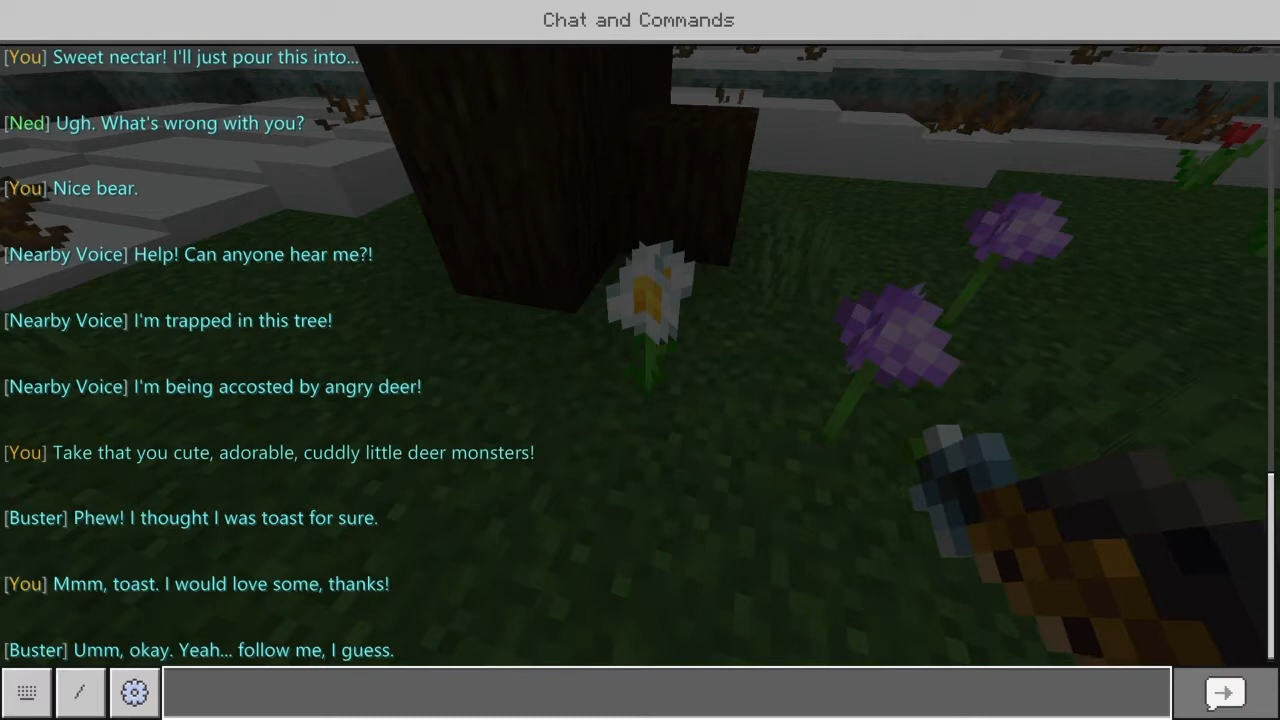 Chat and Commands
[You] Sweet nectar! I'll just pour this into...
[Ned] Ugh. What's wrong with you?
[You] Nice bear.
[Nearby Voice] Help! Can anyone hear me?!
[Nearby Voice] I'm trapped in this tree!
[Nearby Voice] I'm being accosted by angry deer!
[You] Take that you cute, adorable, cuddly little deer monsters!
[Buster] Phew! I thought I was toast for sure.
[You] Mmm, toast. I would love some, thanks!
[Buster] Umm, okay. Yeah... follow me, I guess.
/